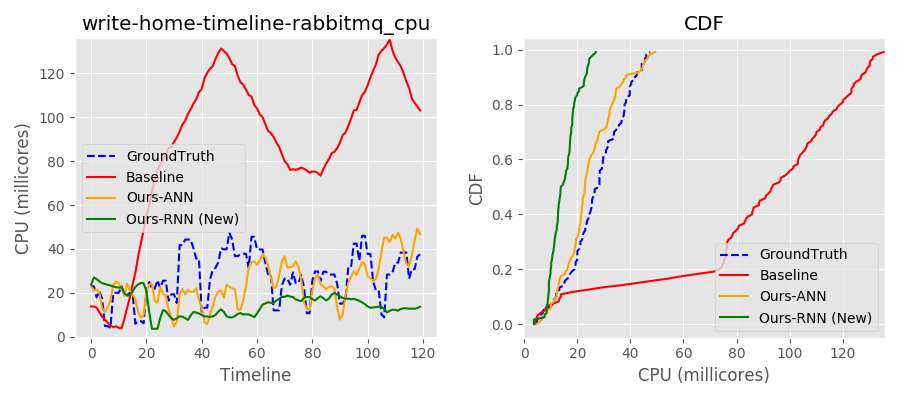 write-home-timeline-rabbitmq_cpu
CPU (millicores)
120
100
80
60
40
20
0
GroundTruth
Baseline
Ours-ANN
Ours-RNN (New)
0 20 40 60 80 100 120
Timeline
CDF
CDF
1.0
0.8
0.6
0.4
0.2
0.0
GroundTruth
Baseline
Ours-ANN
Ours-RNN (New)
0 20 40 60 80 100 120
CPU (millicores)